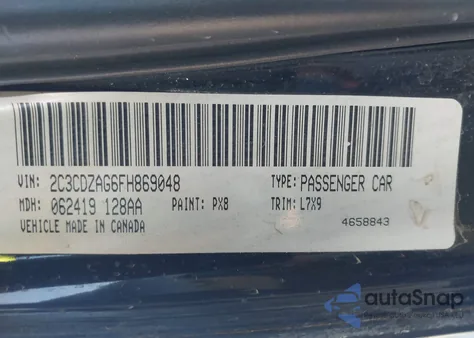 VIN: 2C3CDZAG6FH869048 TYPE: PASSENGER CAR
MDH: 062419 128AA PAINT: PX8 TRIM: L7X9
VEHICLE MADE IN CANADA 4658843
autoSnap